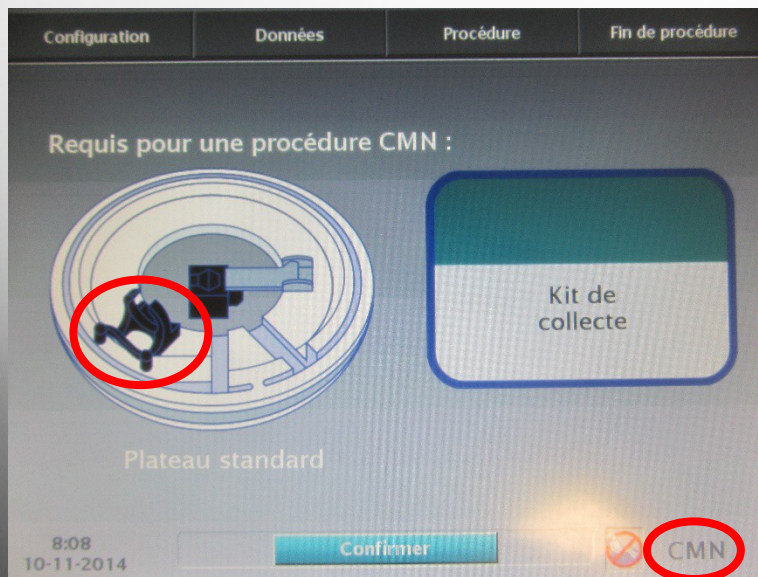 Configuration
Données
Procédure
Fin de procédure
Requis pour une procédure CMN :
Kit de
collecte
Plateau standard
8:08
10-11-2014
Confirmer
CMN